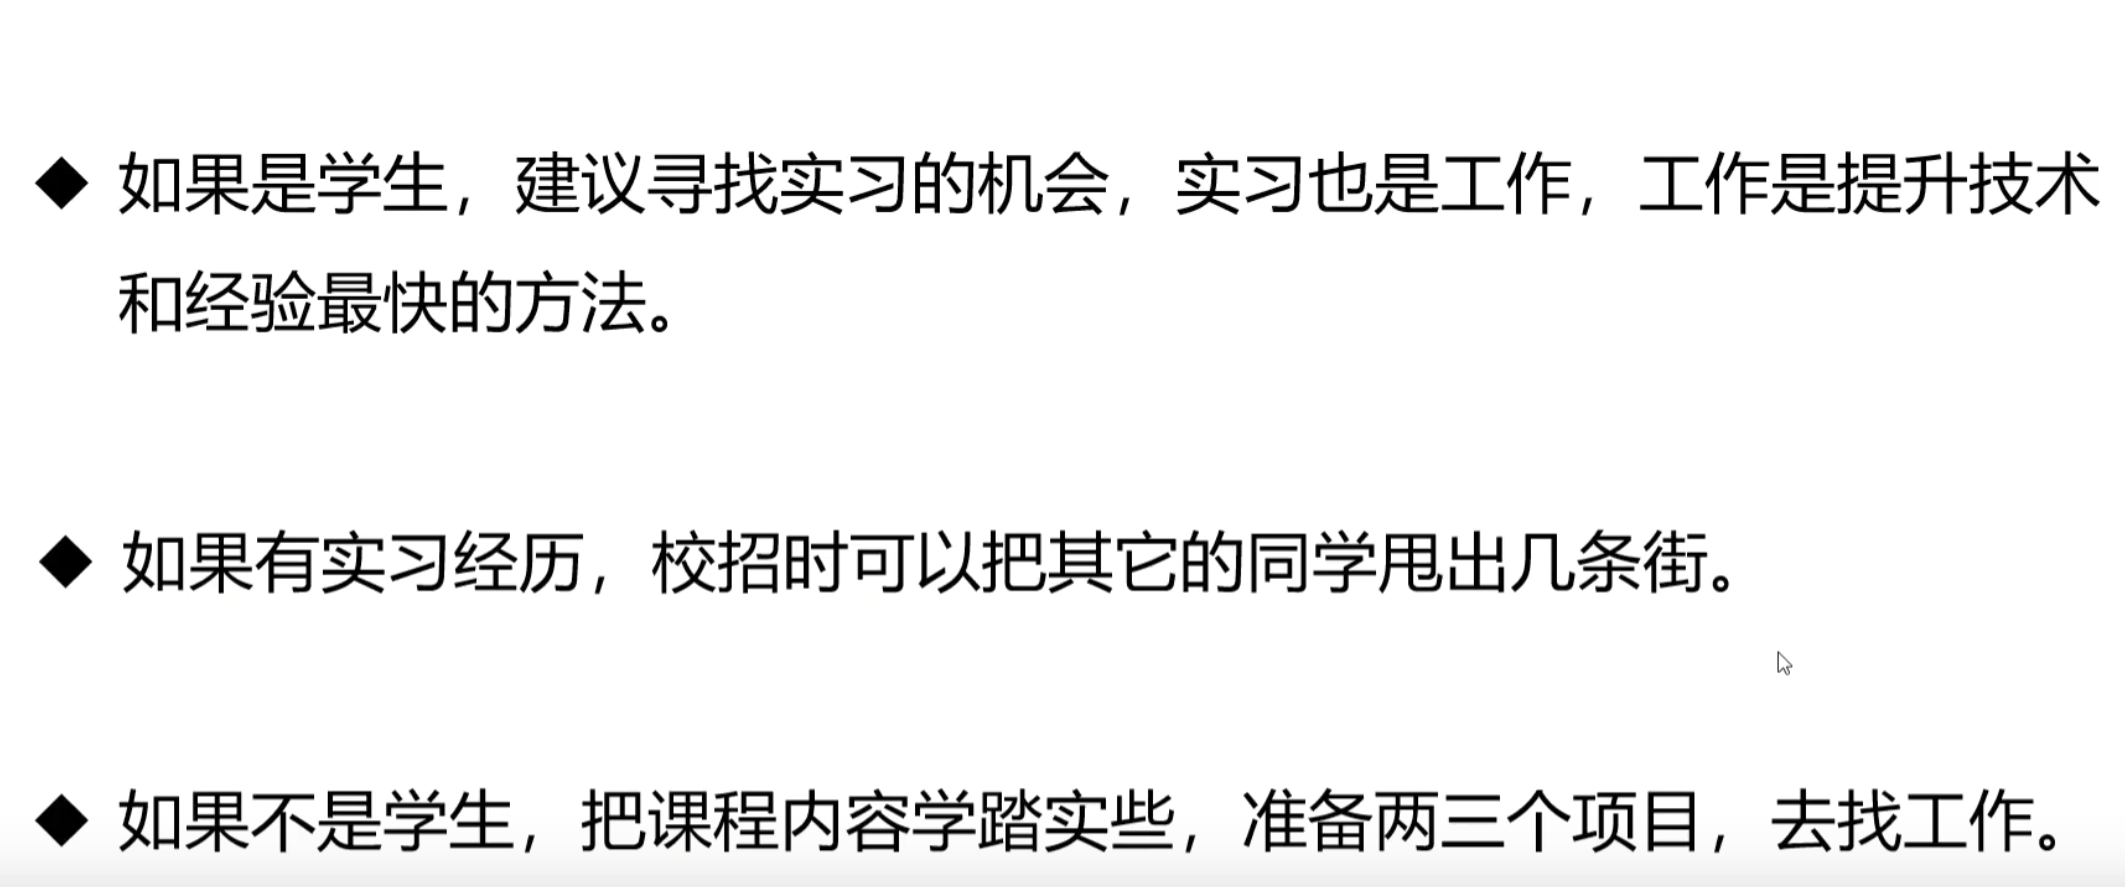 ◆ 如果是学生，建议寻找实习的机会，实习也是工作，工作是提升技术
和经验最快的方法。
◆ 如果有实习经历，校招时可以把其它的同学甩出几条街。
◆ 如果不是学生，把课程内容学踏实些，准备两三个项目，去找工作。